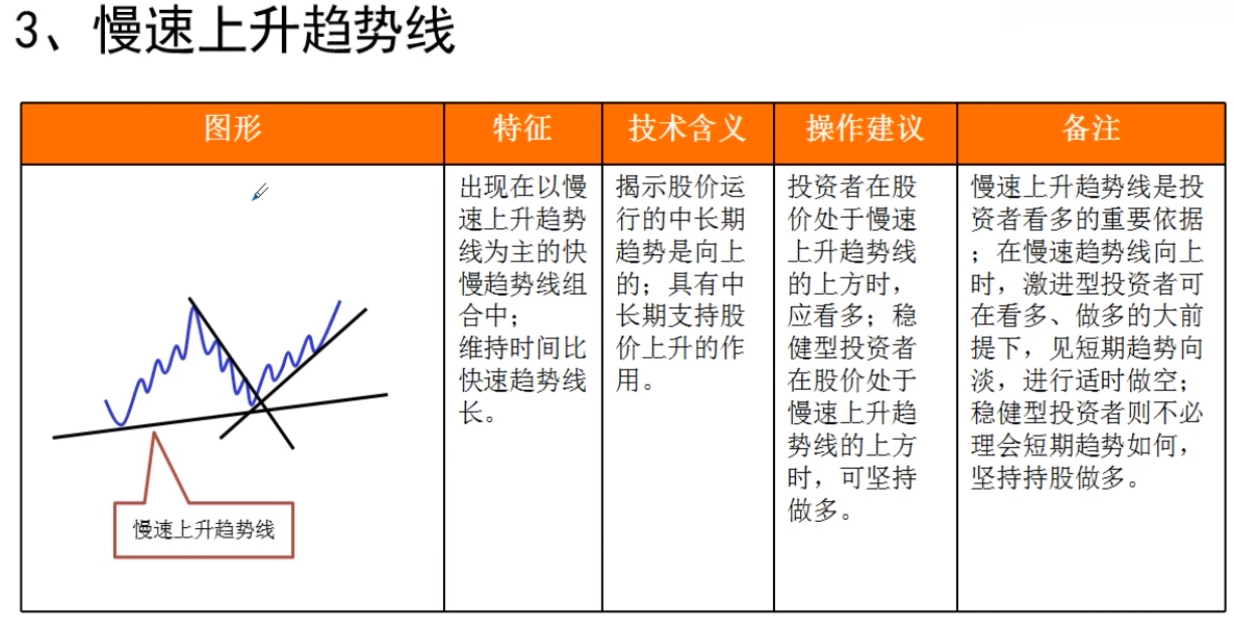 3、慢速上升趋势线
图形
特征
技术含义
操作建议
备注
慢速上升趋势线
出现在以慢
速上升趋势
线为主的快
慢趋势线组
合中；
维持时间比
快速趋势线
长。
揭示股价运
行的中长期
趋势是向上
的；具有中
长期支持股
价上升的作
用。
投资者在股
价处于慢速
上升趋势线
的上方时，
应看多；稳
健型投资者
在股价处于
慢速上升趋
势线的上方
时，可坚持
做多。
慢速上升趋势线是投
资者看多的重要依据
；在慢速趋势线向上
时，激进型投资者可
在看多、做多的大前
提下，见短期趋势向
淡，进行适时做空；
稳健型投资者则不必
理会短期趋势如何，
坚持持股做多。